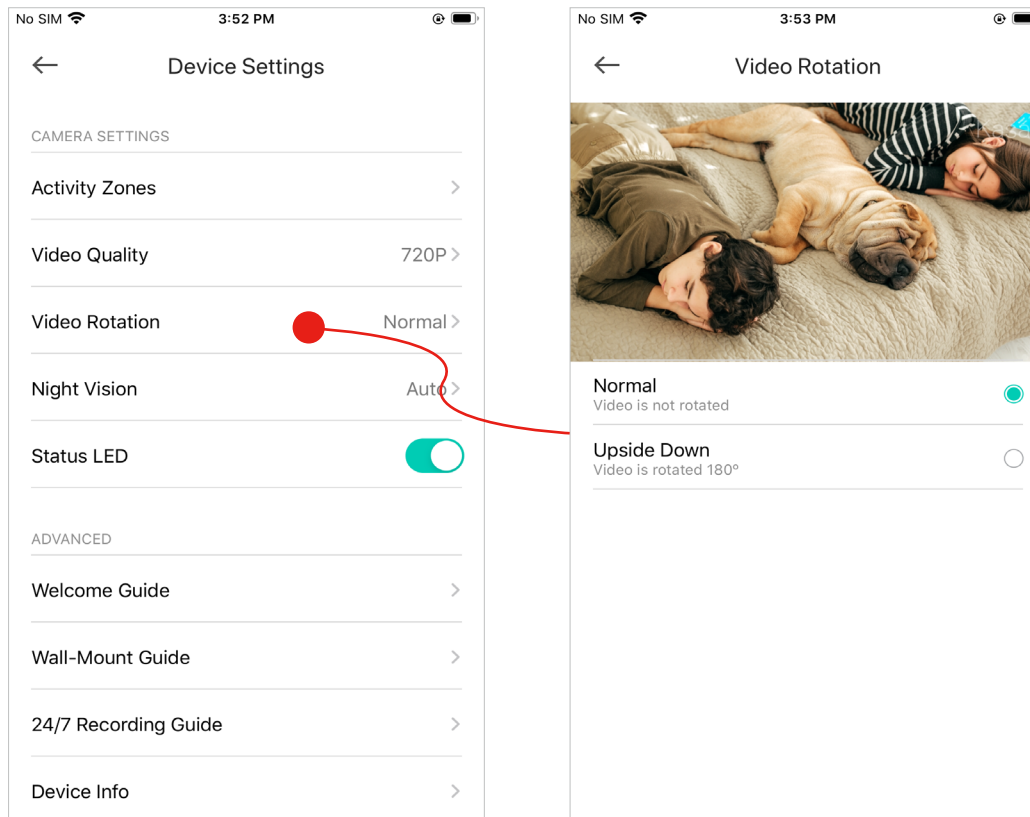 No SIM 3:52 PM
Device Settings
CAMERA SETTINGS
Activity Zones
Video Quality 720P
Video Rotation Normal
Night Vision Auto
Status LED
ADVANCED
Welcome Guide
Wall-Mount Guide
24/7 Recording Guide
Device Info
No SIM 3:53 PM
Video Rotation
Normal
Video is not rotated
Upside Down
Video is rotated 180º